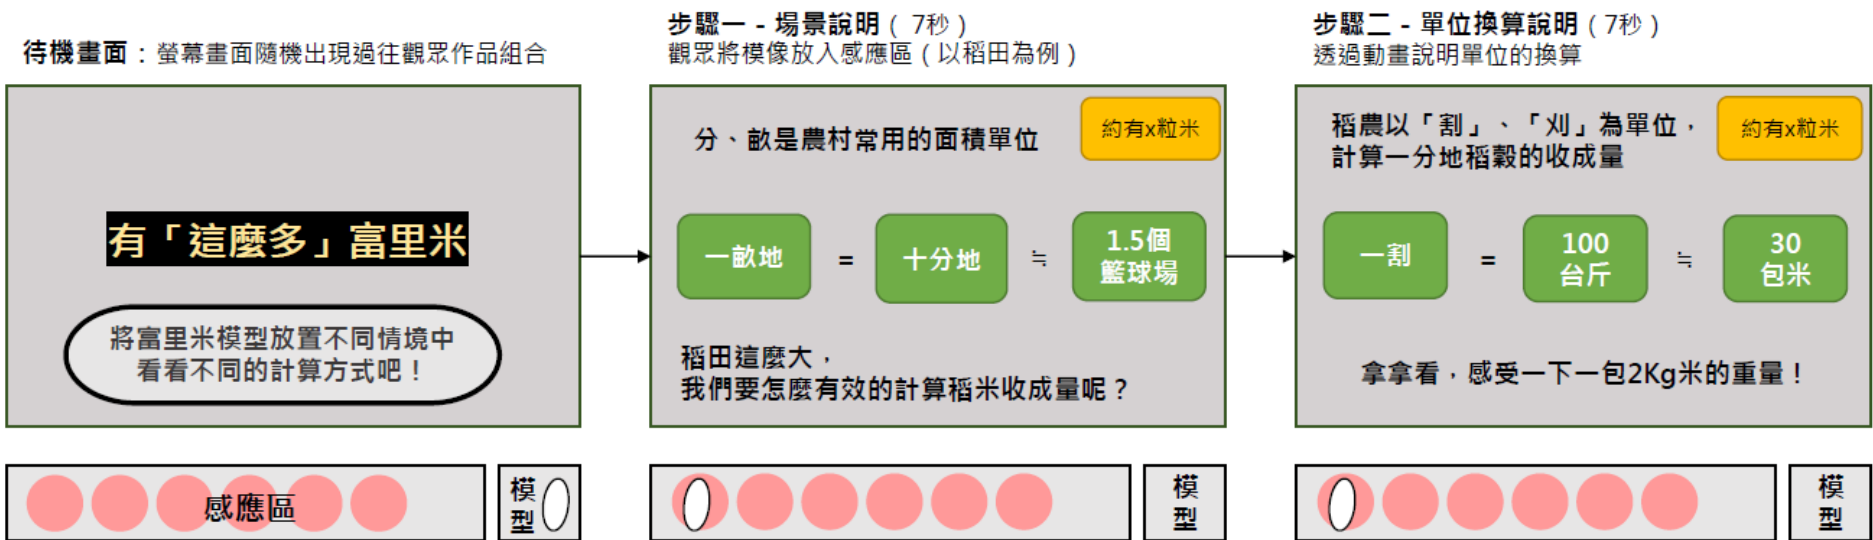 待機畫面：螢幕畫面隨機出現過往觀眾作品組合
有「這麼多」富里米
將富里米模型放置不同情境中
看看不同的計算方式吧！
感應區
模
型
步驟一 - 場景說明（ 7秒）
觀眾將模像放入感應區（以稻田為例）
分、畝是農村常用的面積單位
約有x粒米
一畝地
=
十分地
≒
1.5個
籃球場
稻田這麼大，
我們要怎麼有效的計算稻米收成量呢？
模
型
步驟二 - 單位換算說明（7秒）
透過動畫說明單位的換算
稻農以「割」、「刈」為單位，
計算一分地稻穀的收成量
約有x粒米
一割
=
100
台斤
≒
30
包米
拿拿看，感受一下一包2Kg米的重量！
模
型